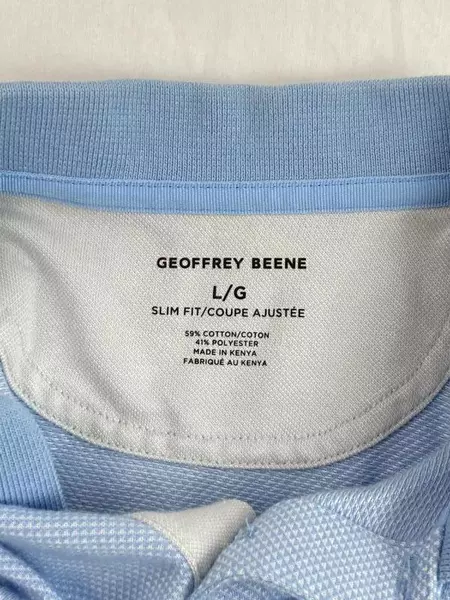 GEOFFREY BEENE
L/G
SLIM FIT/COUPE AJUSTÉE
59% COTTON/COTON
41% POLYESTER
MADE IN KENYA
FABRIQUÉ AU KENYA